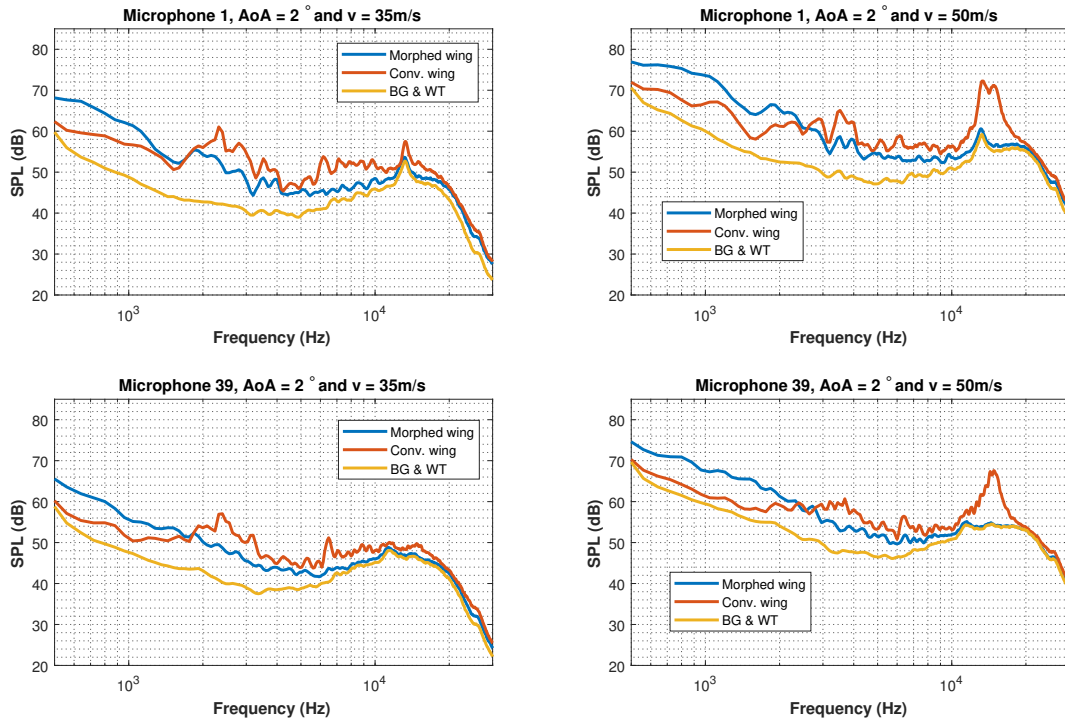 Microphone 1, AoA = 2 ° and v = 35m/s
SPL (dB)
80
70
60
50
40
30
20
Morphed wing
Conv. wing
BG & WT
10^3
10^4
Frequency (Hz)
Microphone 1, AoA = 2 ° and v = 50m/s
SPL (dB)
80
70
60
50
40
30
20
Morphed wing
Conv. wing
BG & WT
10^3
10^4
Frequency (Hz)
Microphone 39, AoA = 2 ° and v = 35m/s
SPL (dB)
80
70
60
50
40
30
20
Morphed wing
Conv. wing
BG & WT
10^3
10^4
Frequency (Hz)
Microphone 39, AoA = 2 ° and v = 50m/s
SPL (dB)
80
70
60
50
40
30
20
Morphed wing
Conv. wing
BG & WT
10^3
10^4
Frequency (Hz)